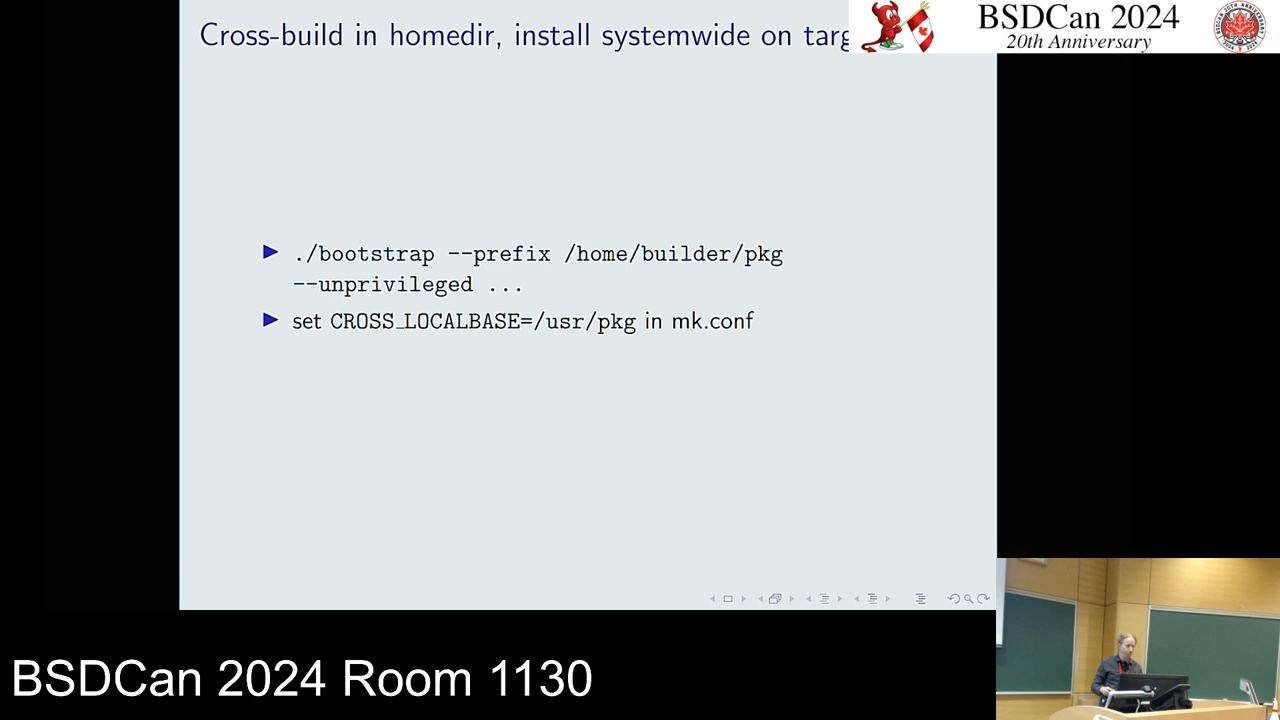 Cross-build in homedir, install systemwide on targ
BSDCan 2024
20th Anniversary
./bootstrap --prefix /home/builder/pkg
--unprivileged ...
set CROSS_LOCALBASE=/usr/pkg in mk.conf
BSDCan 2024 Room 1130